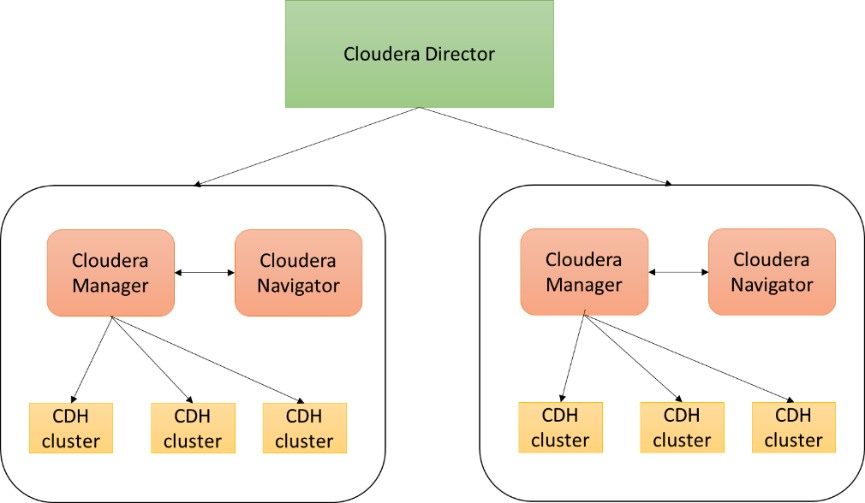 Cloudera Director
Cloudera
Manager
Cloudera
Navigator
CDH
cluster
CDH
cluster
CDH
cluster
Cloudera
Manager
Cloudera
Navigator
CDH
cluster
CDH
cluster
CDH
cluster